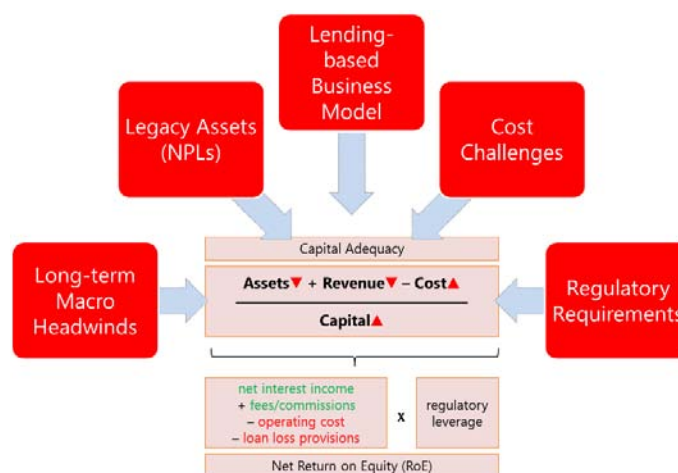 Lending-
based
Business
Model
Legacy Assets
(NPLs)
Cost
Challenges
Long-term
Macro
Headwinds
Regulatory
Requirements
Capital Adequacy
Assets▼ + Revenue▼ – Cost▲
Capital▲
net interest income
+ fees/commissions
– operating cost
– loan loss provisions
x
regulatory
leverage
Net Return on Equity (RoE)